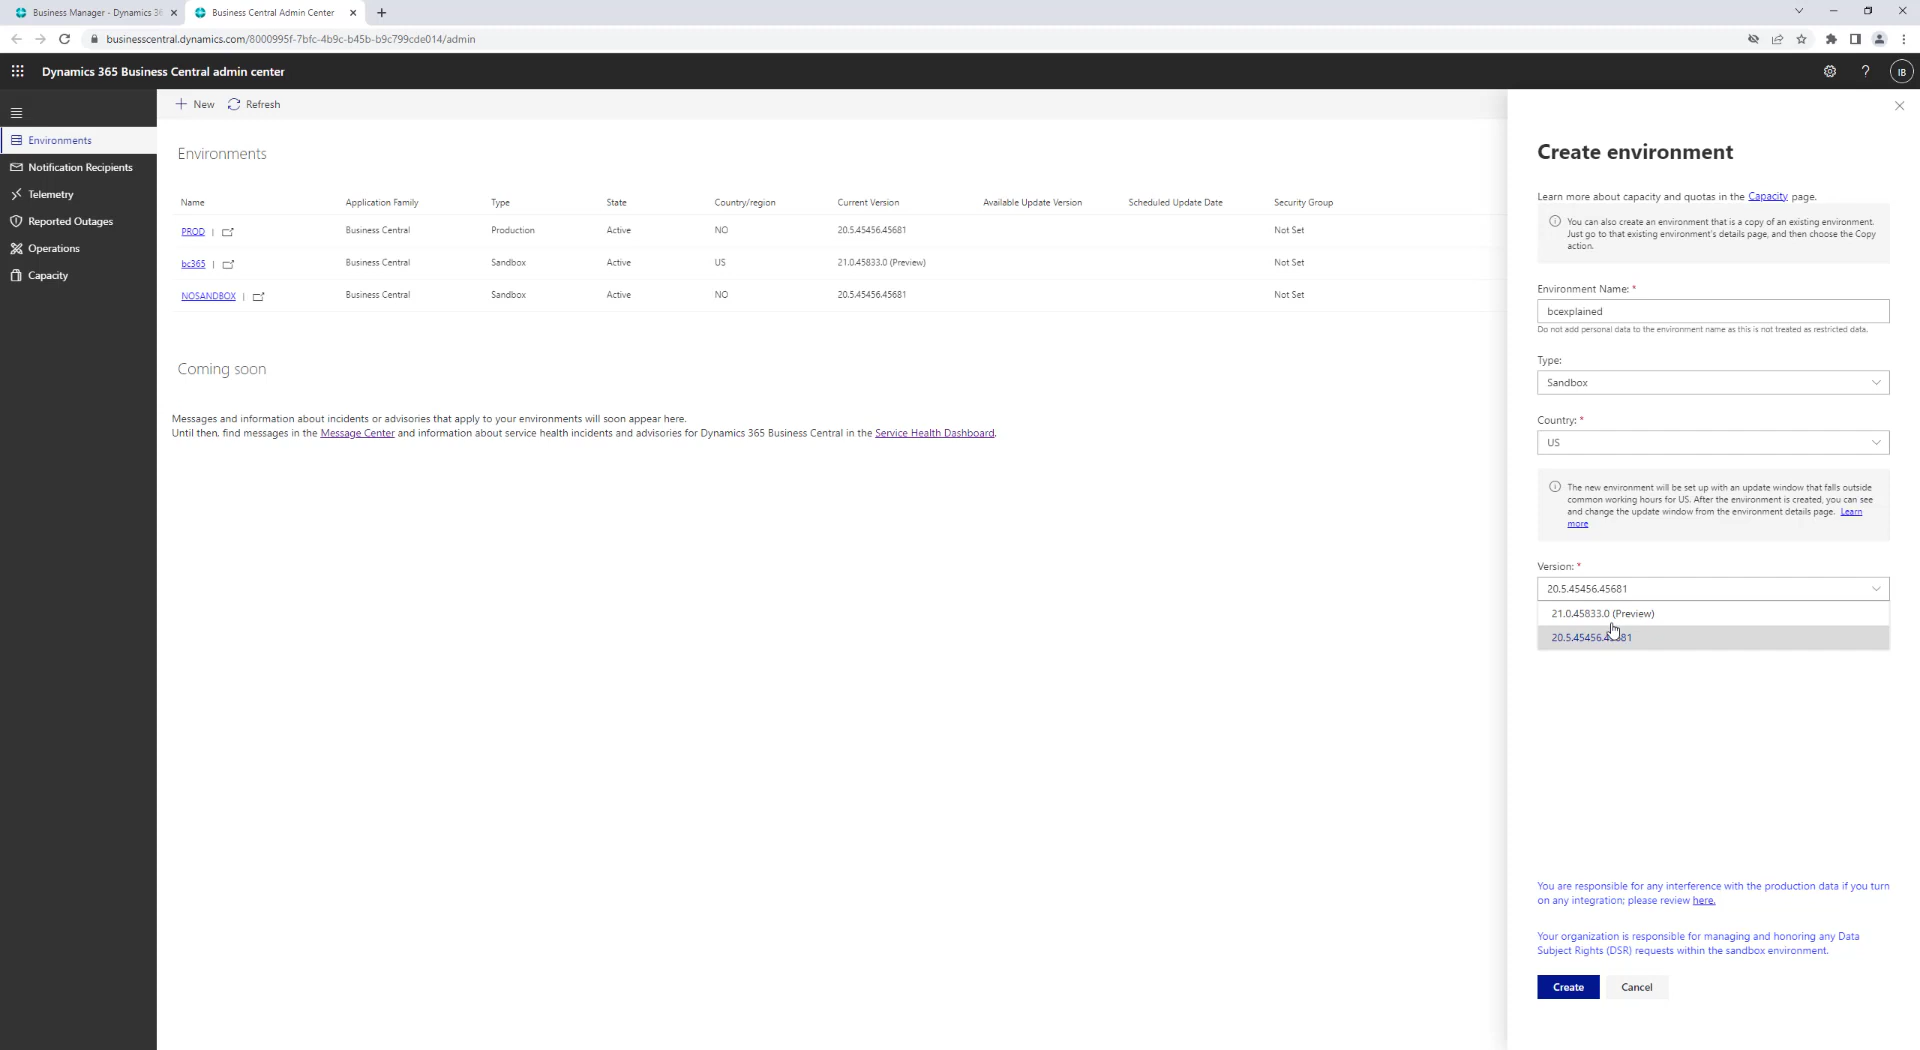 Business Manager - Dynamics 36
Business Central Admin Center
businesscentral.dynamics.com/8000995f-7bfc-4b9c-b45b-b9c799cde014/admin
Dynamics 365 Business Central admin center
IB
New
Refresh
Environments
Notification Recipients
Telemetry
Reported Outages
Operations
Capacity
Environments
Name Application Family Type State Country/region Current Version Available Update Version Scheduled Update Date Security Group
PROD | Business Central Production Active NO 20.5.45456.45681 Not Set
bc365 | Business Central Sandbox Active US 21.0.45833.0 (Preview) Not Set
NOSANDBOX | Business Central Sandbox Active NO 20.5.45456.45681 Not Set
Coming soon
Messages and information about incidents or advisories that apply to your environments will soon appear here.
Until then, find messages in the Message Center and information about service health incidents and advisories for Dynamics 365 Business Central in the Service Health Dashboard.
Create environment
Learn more about capacity and quotas in the Capacity page.
You can also create an environment that is a copy of an existing environment.
Just go to that existing environment's details page, and then choose the Copy
action.
Environment Name: *
bcexplained
Do not add personal data to the environment name as this is not treated as restricted data.
Type:
Sandbox
Country: *
US
The new environment will be set up with an update window that falls outside
common working hours for US. After the environment is created, you can see
and change the update window from the environment details page. Learn
more
Version: *
20.5.45456.45681
21.0.45833.0 (Preview)
20.5.45456.45681
You are responsible for any interference with the production data if you turn
on any integration; please review here.
Your organization is responsible for managing and honoring any Data
Subject Rights (DSR) requests within the sandbox environment.
Create
Cancel